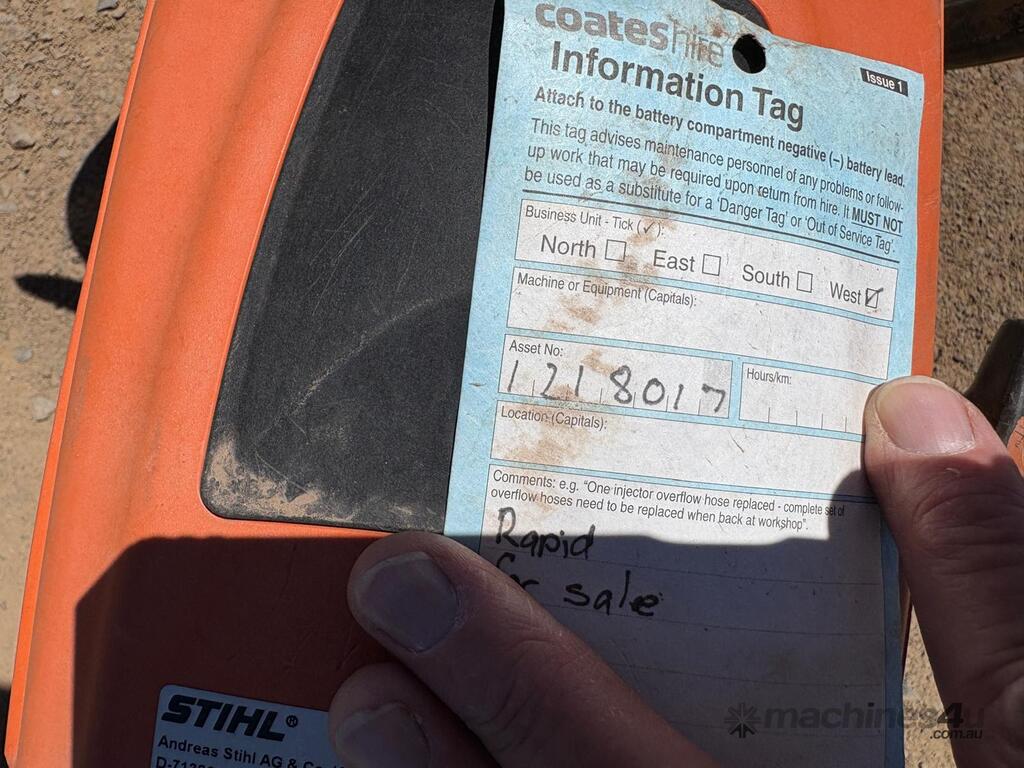 coateshire
Information Tag
Issue 1
Attach to the battery compartment negative (–) battery lead.
This tag advises maintenance personnel of any problems or follow-
up work that may be required upon return from hire. It MUST NOT
be used as a substitute for a 'Danger Tag' or 'Out of Service Tag'.
Business Unit - Tick (✓):
North ☐ East ☐ South ☐ West ☑
Machine or Equipment (Capitals):
Asset No: Hours/km:
1218017
Location (Capitals):
Comments: e.g. "One injector overflow hose replaced - complete set of
overflow hoses need to be replaced when back at workshop".
Rapid
sale
STIHL®
Andreas Stihl AG & Co.
machines4u
.com.au